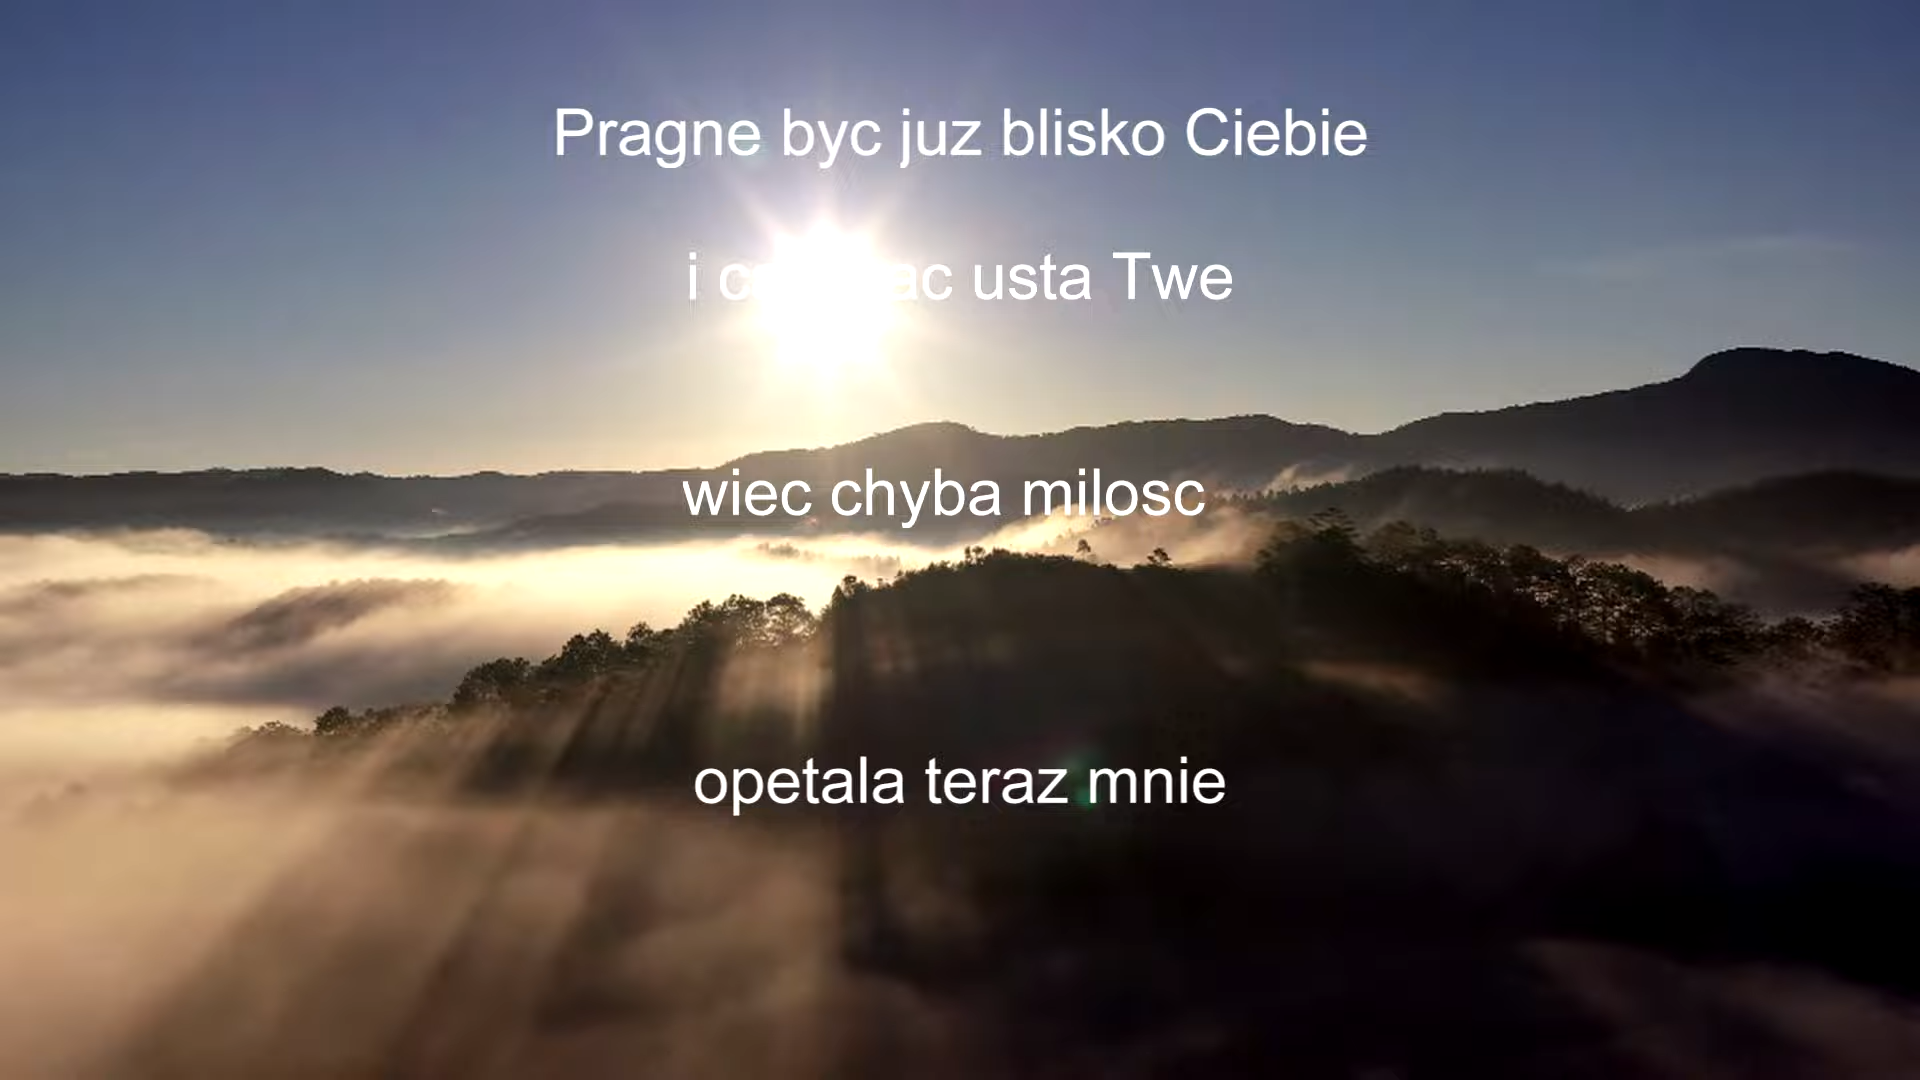 Pragne byc juz blisko Ciebie
i usta Twe
wiec chyba milosc
opetala teraz mnie